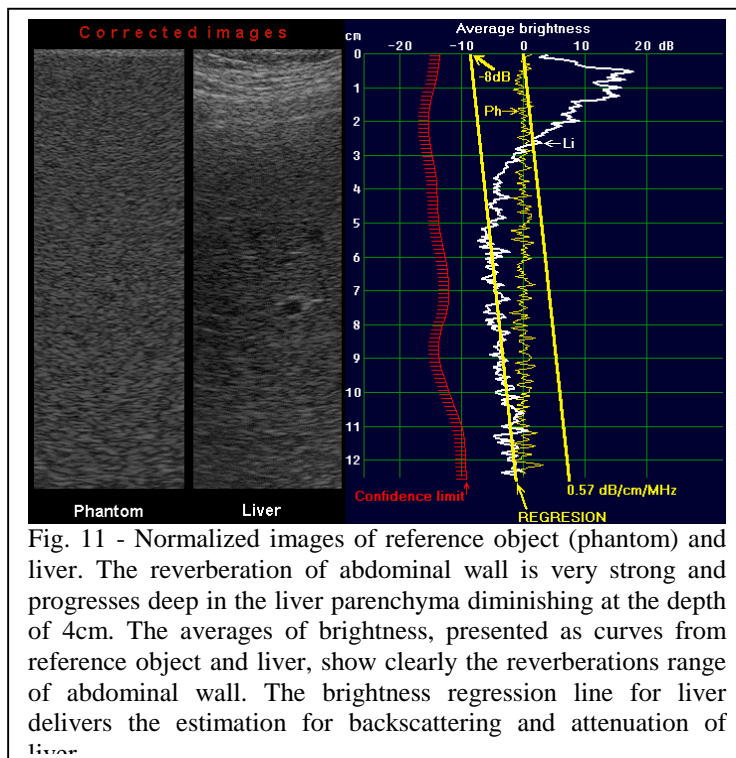 Corrected images
Phantom
Liver
Average brightness
cm -20 -10 0 10 20 dB
0
-8dB
1
Ph
2
Li
3
4
5
6
7
8
9
10
11
12
Confidence limit
0.57 dB/cm/MHz
REGRESION
Fig. 11 - Normalized images of reference object (phantom) and
liver. The reverberation of abdominal wall is very strong and
progresses deep in the liver parenchyma diminishing at the depth
of 4cm. The averages of brightness, presented as curves from
reference object and liver, show clearly the reverberations range
of abdominal wall. The brightness regression line for liver
delivers the estimation for backscattering and attenuation of
liver